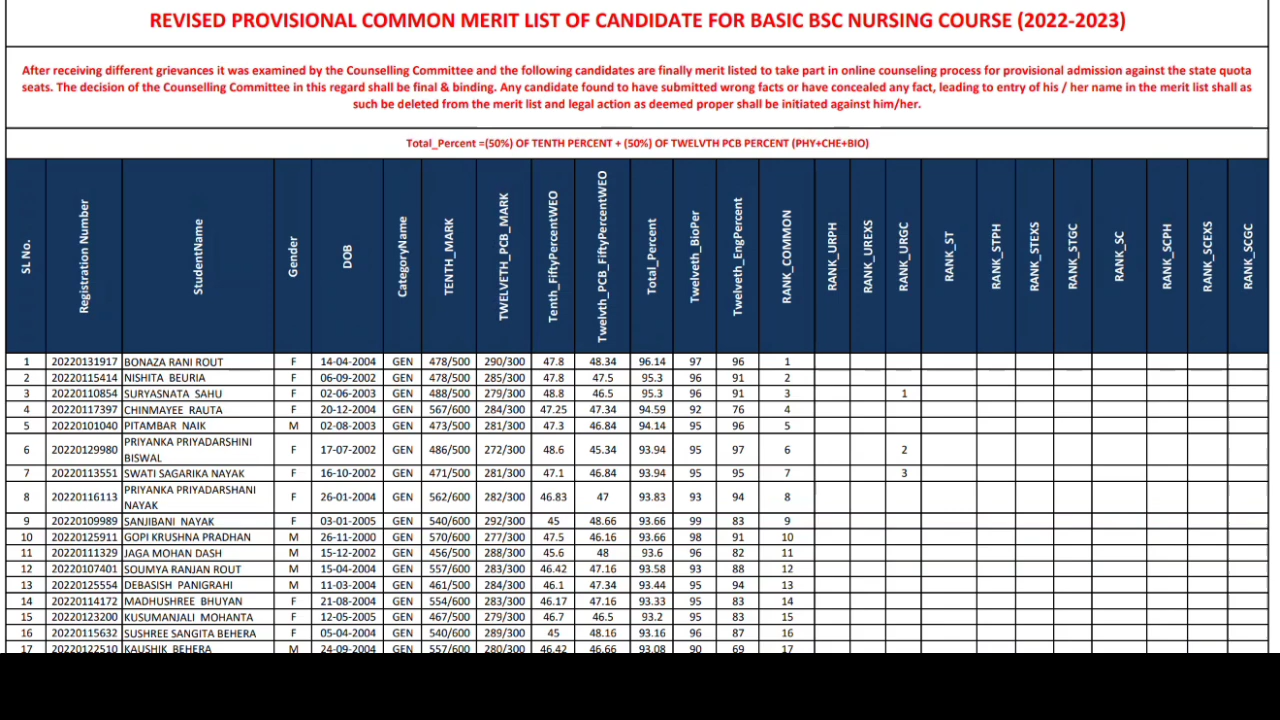 REVISED PROVISIONAL COMMON MERIT LIST OF CANDIDATE FOR BASIC BSC NURSING COURSE (2022-2023)
After receiving different grievances it was examined by the Counselling Committee and the following candidates are finally merit listed to take part in online counseling process for provisional admission against the state quota
seats. The decision of the Counselling Committee in this regard shall be final & binding. Any candidate found to have submitted wrong facts or have concealed any fact, leading to entry of his / her name in the merit list shall as
such be deleted from the merit list and legal action as deemed proper shall be initiated against him/her.
Total_Percent =(50%) OF TENTH PERCENT + (50%) OF TWELVTH PCB PERCENT (PHY+CHE+BIO)
SL No. Registration Number StudentName Gender DOB CategoryName TENTH_MARK TWELVETH_PCB_MARK Tenth_FiftyPercentWEO Twelvth_PCB_FiftyPercentWEO Total_Percent Twelveth_BioPer Twelveth_EngPercent RANK_COMMON RANK_URPH RANK_UREXS RANK_URGC RANK_ST RANK_STPH RANK_STEXS RANK_STGC RANK_SC RANK_SCPH RANK_SCEXS RANK_SCGC
1 20220131917 BONAZA RANI ROUT F 14-04-2004 GEN 478/500 290/300 47.8 48.34 96.14 97 96 1
2 20220115414 NISHITA BEURIA F 06-09-2002 GEN 478/500 285/300 47.8 47.5 95.3 96 91 2
3 20220110854 SURYASNATA SAHU F 02-06-2003 GEN 488/500 279/300 48.8 46.5 95.3 96 91 3 1
4 20220117397 CHINMAYEE RAUTA F 20-12-2004 GEN 567/600 284/300 47.25 47.34 94.59 92 76 4
5 20220101040 PITAMBAR NAIK M 02-08-2003 GEN 473/500 281/300 47.3 46.84 94.14 95 96 5
6 20220129980 PRIYANKA PRIYADARSHINI BISWAL F 17-07-2002 GEN 486/500 272/300 48.6 45.34 93.94 95 97 6 2
7 20220113551 SWATI SAGARIKA NAYAK F 16-10-2002 GEN 471/500 281/300 47.1 46.84 93.94 95 95 7 3
8 20220116113 PRIYANKA PRIYADARSHANI NAYAK F 26-01-2004 GEN 562/600 282/300 46.83 47 93.83 93 94 8
9 20220109989 SANJIBANI NAYAK F 03-01-2005 GEN 540/600 292/300 45 48.66 93.66 99 83 9
10 20220125911 GOPI KRUSHNA PRADHAN M 26-11-2000 GEN 570/600 277/300 47.5 46.16 93.66 98 91 10
11 20220111329 JAGA MOHAN DASH M 15-12-2002 GEN 456/500 288/300 45.6 48 93.6 96 82 11
12 20220107401 SOUMYA RANJAN ROUT M 15-04-2004 GEN 557/600 283/300 46.42 47.16 93.58 93 88 12
13 20220125554 DEBASISH PANIGRAHI M 11-03-2004 GEN 461/500 284/300 46.1 47.34 93.44 95 94 13
14 20220114172 MADHUSHREE BHUYAN F 21-08-2004 GEN 554/600 283/300 46.17 47.16 93.33 95 83 14
15 20220123200 KUSUMANJALI MOHANTA F 12-05-2005 GEN 467/500 279/300 46.7 46.5 93.2 95 83 15
16 20220115632 SUSHREE SANGITA BEHERA F 05-04-2004 GEN 540/600 289/300 45 48.16 93.16 96 87 16
17 20220122510 KAUSHIK BEHERA M 24-09-2004 GEN 557/600 280/300 46.42 46.66 93.08 90 69 17